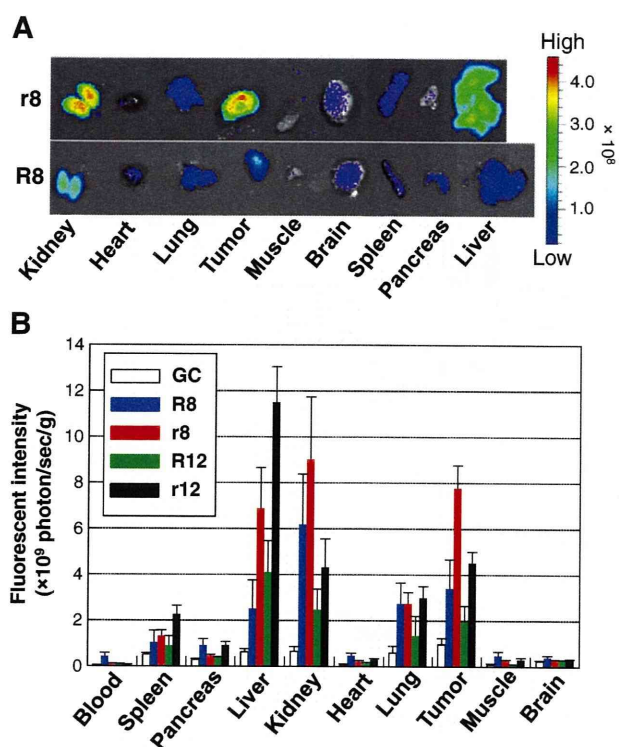 A
High
r8
R8
4.0
3.0
2.0
1.0
× 10⁸
Low
Kidney
Heart
Lung
Tumor
Muscle
Brain
Spleen
Pancreas
Liver
B
Fluorescent intensity
(×10⁹ photon/sec/g)
14
12
10
8
6
4
2
0
GC
R8
r8
R12
r12
Blood
Spleen
Pancreas
Liver
Kidney
Heart
Lung
Tumor
Muscle
Brain